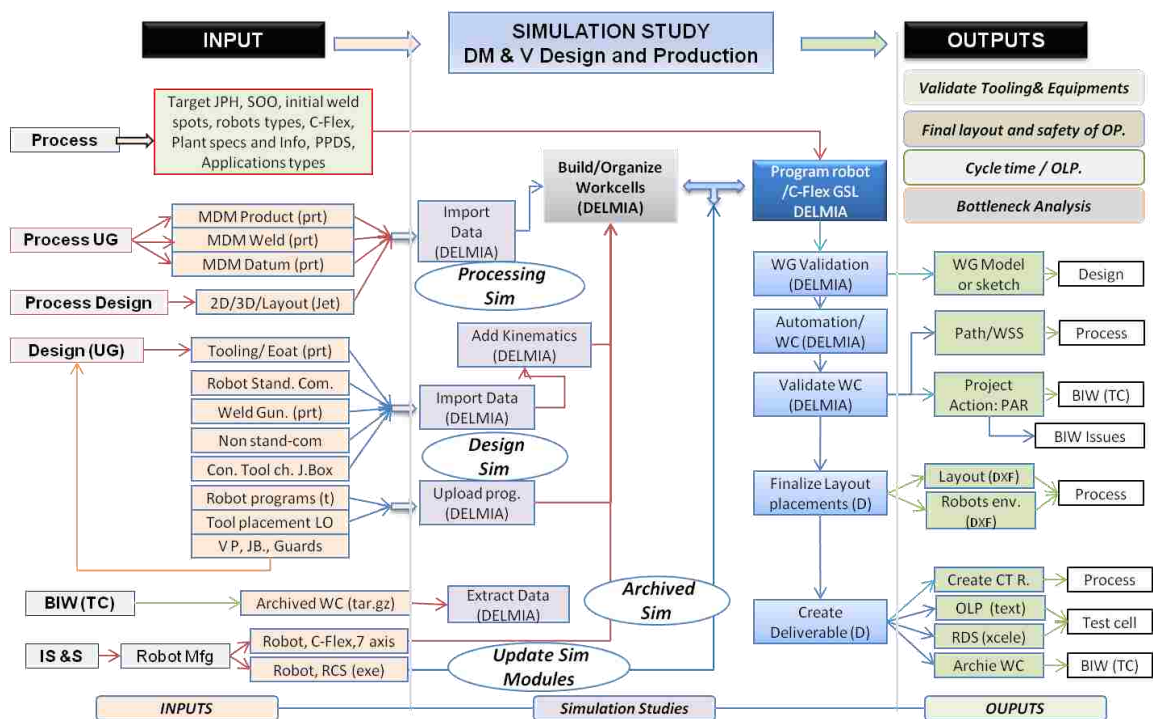 INPUT
SIMULATION STUDY
DM & V Design and Production
OUTPUTS
Process
Target JPH, SOO, initial weld
spots, robots types, C-Flex,
Plant specs and Info, PPDS,
Applications types
Validate Tooling& Equipments
Final layout and safety of OP.
Cycle time / OLP.
Bottleneck Analysis
Build/Organize
Workcells
(DELMIA)
Program robot
/C-Flex GSL
DELMIA
Process UG
MDM Product (prt)
MDM Weld (prt)
MDM Datum (prt)
Import
Data
(DELMIA)
Processing
Sim
Process Design
2D/3D/Layout (Jet)
WG Validation
(DELMIA)
WG Model
or sketch
Design
Automation/
WC (DELMIA)
Path/WSS
Process
Design (UG)
Tooling/ Eoat (prt)
Robot Stand. Com.
Weld Gun. (prt)
Non stand-com
Con. Tool ch. J.Box
Robot programs (t)
Tool placement LO
V P, JB., Guards
Add Kinematics
(DELMIA)
Import Data
(DELMIA)
Design
Sim
Upload prog.
(DELMIA)
Validate WC
(DELMIA)
Project
Action: PAR
BIW (TC)
BIW Issues
Finalize Layout
placements (D)
Layout (DXF)
Robots env.
(DXF)
Process
BIW (TC)
Archived WC (tar.gz)
Extract Data
(DELMIA)
Archived
Sim
IS &S
Robot Mfg
Robot, C-Flex,7 axis
Robot, RCS (exe)
Update Sim
Modules
Create
Deliverable (D)
Create CT R.
Process
OLP (text)
RDS (xcele)
Test cell
Archie WC
BIW (TC)
INPUTS
Simulation Studies
OUPUTS